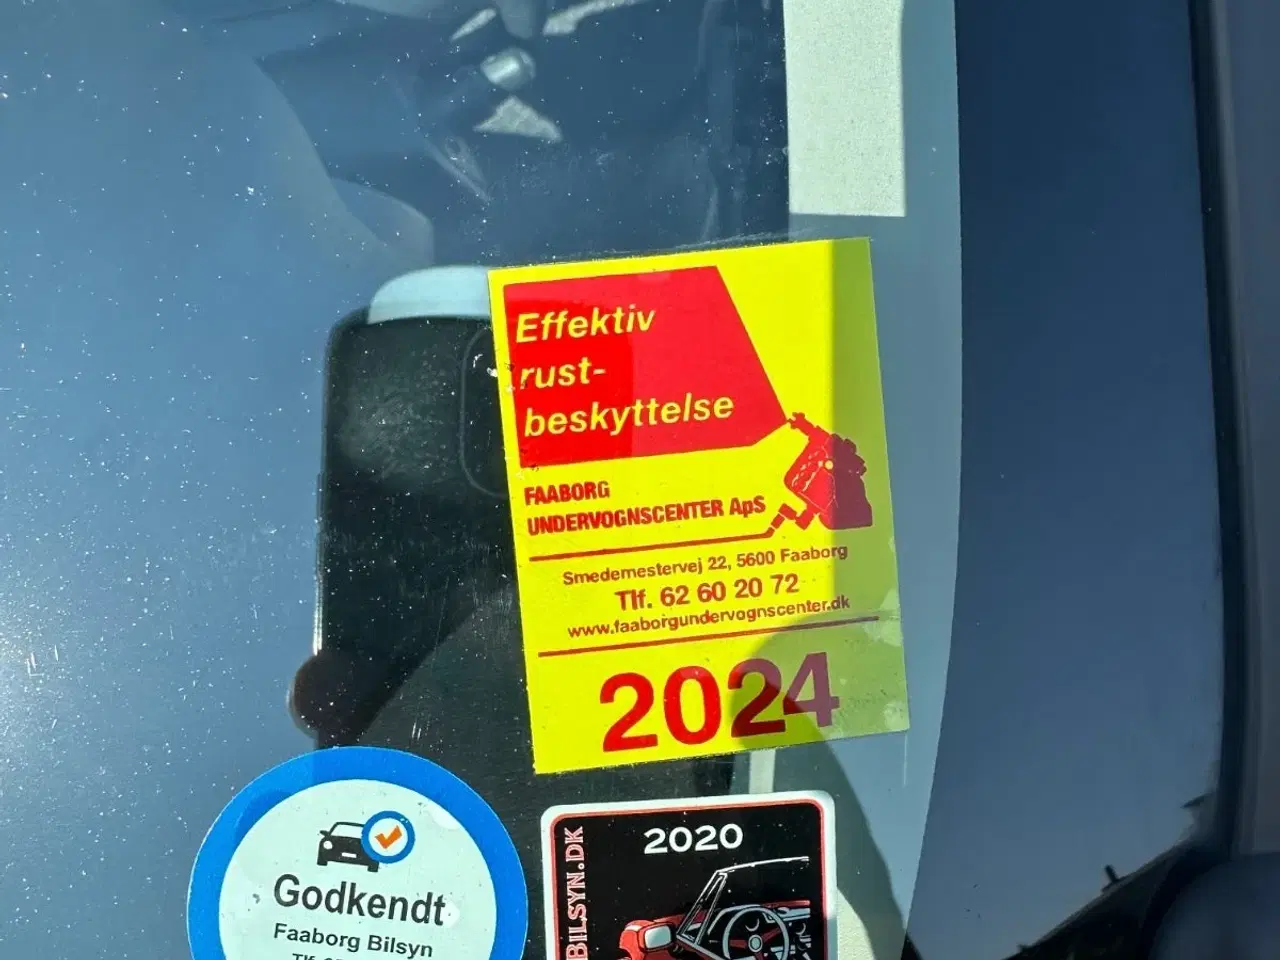 Effektiv
rust-
beskyttelse
FAABORG
UNDERVOGNSCENTER ApS
Smedemestervej 22, 5600 Faaborg
Tlf. 62 60 20 72
www.faaborgundervognscenter.dk
2024
Godkendt
Faaborg Bilsyn
Tlf.
2020
BILSYN.DK